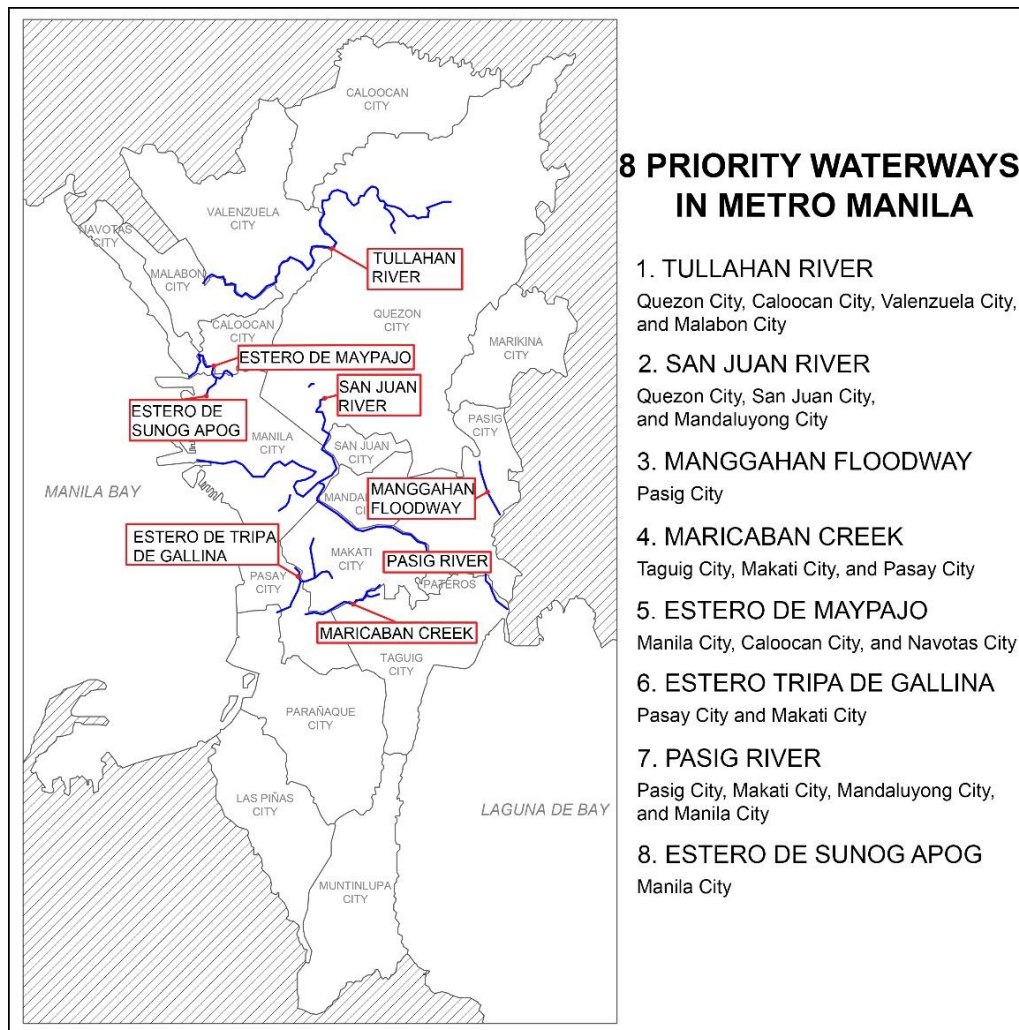 CALOOCAN
CITY
VALENZUELA
CITY
NAVOTAS
CITY
MALABON
CITY
TULLAHAN
RIVER
CALOOCAN
CITY
QUEZON
CITY
MARIKINA
CITY
ESTERO DE MAYPAJO
SAN JUAN
RIVER
ESTERO DE
SUNOG APOG
MANILA
CITY
SAN JUAN
CITY
PASIG
CITY
MANILA BAY
MANGGAHAN
FLOODWAY
ESTERO DE TRIPA
DE GALLINA
MAKATI
CITY
PASIG RIVER
PASAY
CITY
PATEROS
MARICABAN CREEK
TAGUIG
CITY
PARAÑAQUE
CITY
LAS PIÑAS
CITY
LAGUNA DE BAY
MUNTINLUPA
CITY
8 PRIORITY WATERWAYS
IN METRO MANILA
1. TULLAHAN RIVER
Quezon City, Caloocan City, Valenzuela City,
and Malabon City
2. SAN JUAN RIVER
Quezon City, San Juan City,
and Mandaluyong City
3. MANGGAHAN FLOODWAY
Pasig City
4. MARICABAN CREEK
Taguig City, Makati City, and Pasay City
5. ESTERO DE MAYPAJO
Manila City, Caloocan City, and Navotas City
6. ESTERO TRIPA DE GALLINA
Pasay City and Makati City
7. PASIG RIVER
Pasig City, Makati City, Mandaluyong City,
and Manila City
8. ESTERO DE SUNOG APOG
Manila City